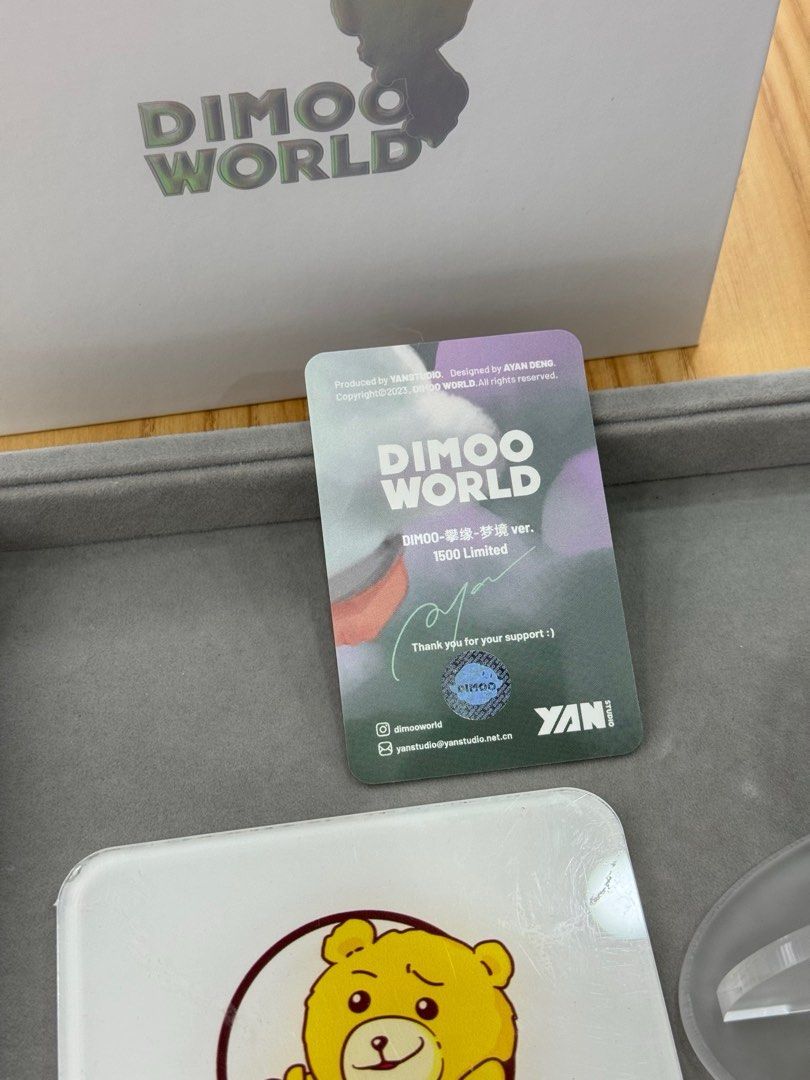 DIMOO
WORLD
Produced by YANSTUDIO. Designed by AYAN DENG.
Copyright©2023, DIMOO WORLD.All rights reserved.
DIMOO
WORLD
DIMOO-攀缘-梦境 ver.
1500 Limited
Ayan
Thank you for your support :)
DIMOO
dimooworld
yanstudio@yanstudio.net.cn
YAN STUDIO